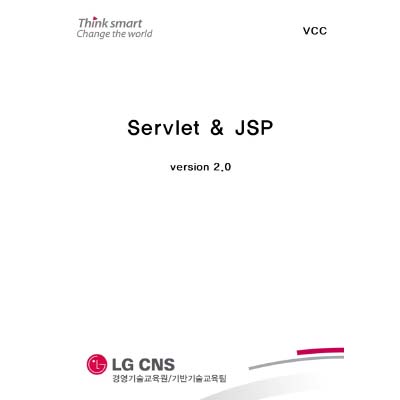 Think smart
Change the world
VCC
Servlet & JSP
version 2.0
LG CNS
경영기술교육원/기반기술교육팀